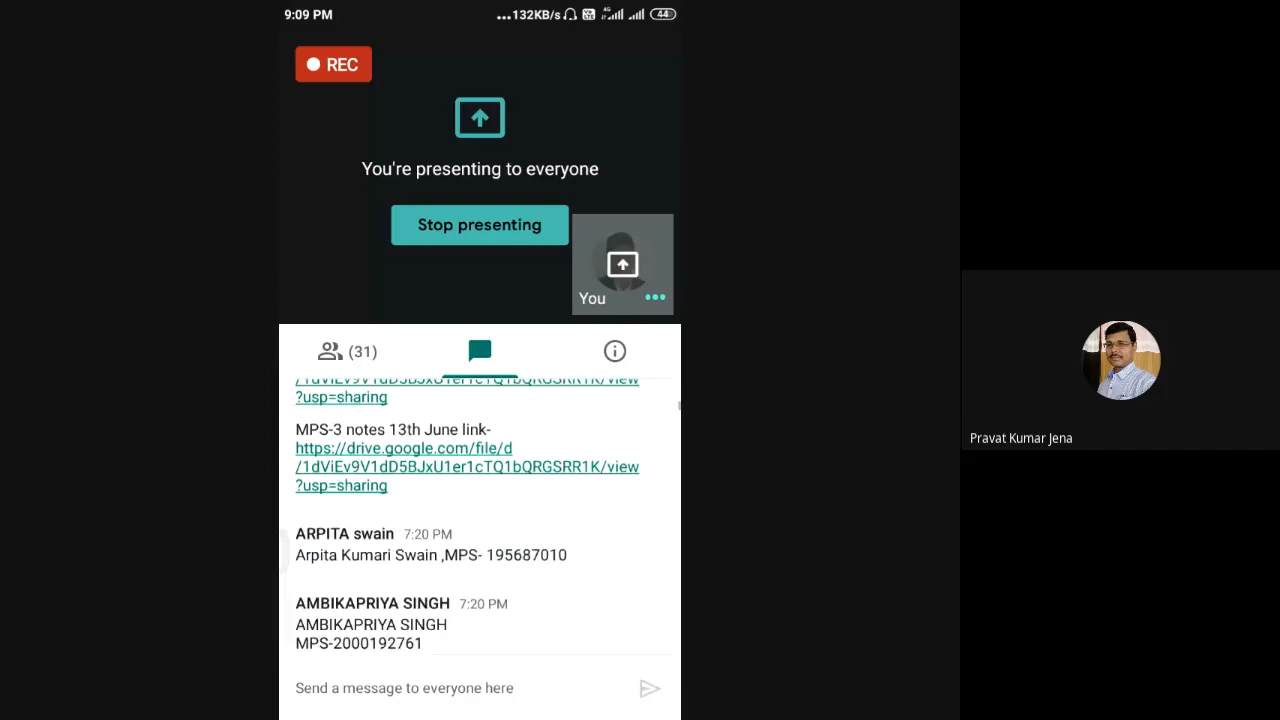 9:09 PM
...132KB/s 4G 44
REC
You're presenting to everyone
Stop presenting
You
(31)
/1dViEv9V1dD5BJxU1er1cTQ1bQRGSRR1K/view
?usp=sharing
MPS-3 notes 13th June link-
https://drive.google.com/file/d
/1dViEv9V1dD5BJxU1er1cTQ1bQRGSRR1K/view
?usp=sharing
ARPITA swain 7:20 PM
Arpita Kumari Swain ,MPS- 195687010
AMBIKAPRIYA SINGH 7:20 PM
AMBIKAPRIYA SINGH
MPS-2000192761
Send a message to everyone here
Pravat Kumar Jena